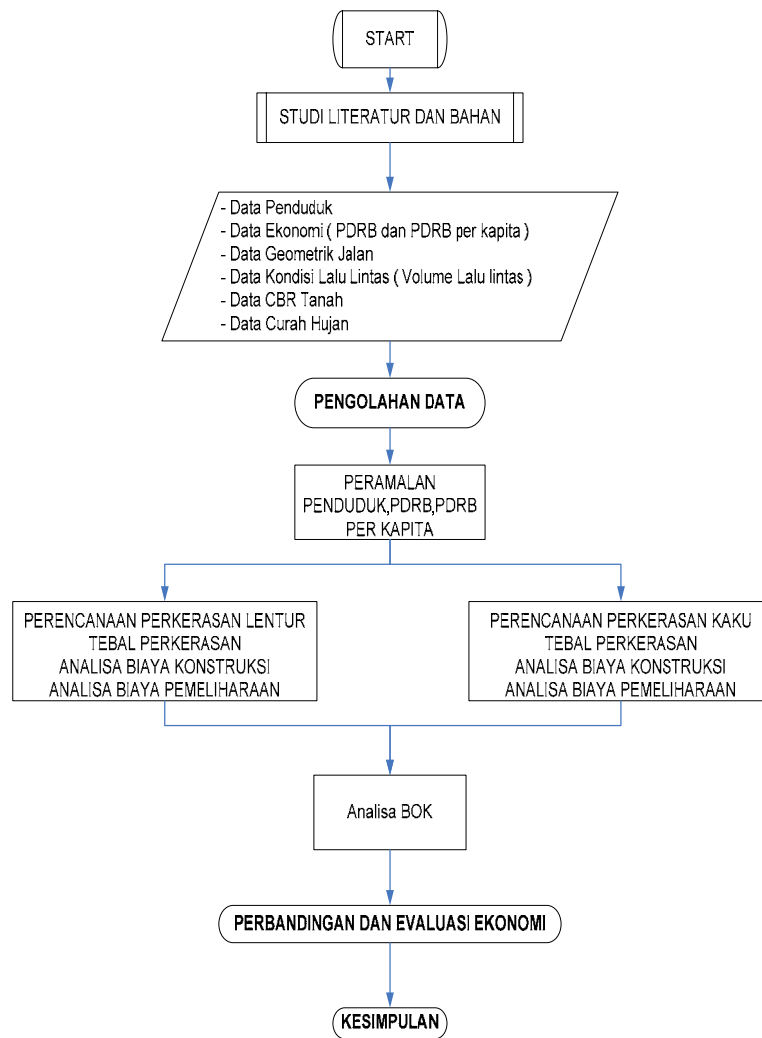 START
STUDI LITERATUR DAN BAHAN
- Data Penduduk
- Data Ekonomi ( PDRB dan PDRB per kapita )
- Data Geometrik Jalan
- Data Kondisi Lalu Lintas ( Volume Lalu lintas )
- Data CBR Tanah
- Data Curah Hujan
PENGOLAHAN DATA
PERAMALAN
PENDUDUK,PDRB,PDRB
PER KAPITA
PERENCANAAN PERKERASAN LENTUR
TEBAL PERKERASAN
ANALISA BIAYA KONSTRUKSI
ANALISA BIAYA PEMELIHARAAN
PERENCANAAN PERKERASAN KAKU
TEBAL PERKERASAN
ANALISA BIAYA KONSTRUKSI
ANALISA BIAYA PEMELIHARAAN
Analisa BOK
PERBANDINGAN DAN EVALUASI EKONOMI
KESIMPULAN